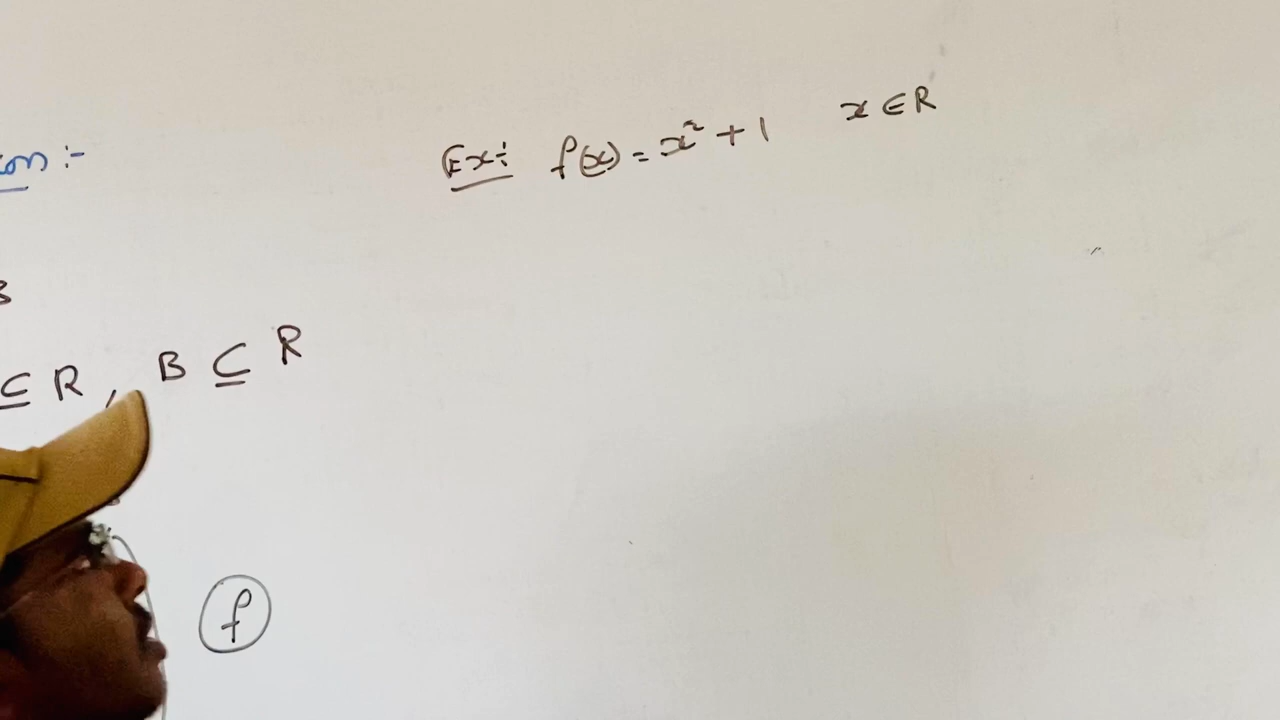 Ex:- f(x) = x² + 1 x ∈ R
:-
B
⊆ R , B ⊆ R
f